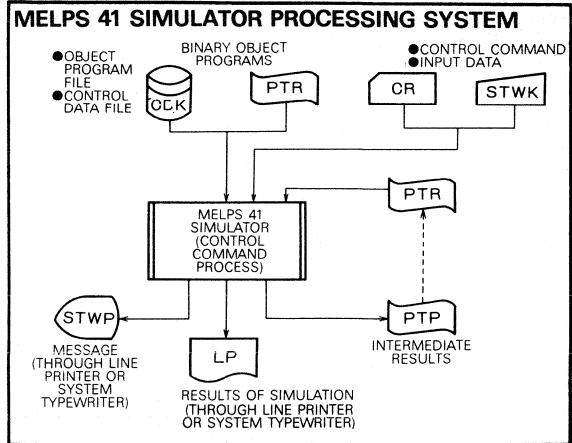 MELPS 41 SIMULATOR PROCESSING SYSTEM
●OBJECT
PROGRAM
FILE
●CONTROL
DATA FILE
BINARY OBJECT
PROGRAMS
●CONTROL COMMAND
●INPUT DATA
CDK
PTR
CR
STWK
MELPS 41
SIMULATOR
(CONTROL
COMMAND
PROCESS)
PTR
STWP
MESSAGE
(THROUGH LINE
PRINTER OR
SYSTEM
TYPEWRITER)
LP
RESULTS OF SIMULATION
(THROUGH LINE PRINTER
OR SYSTEM TYPEWRITER)
PTP
INTERMEDIATE
RESULTS